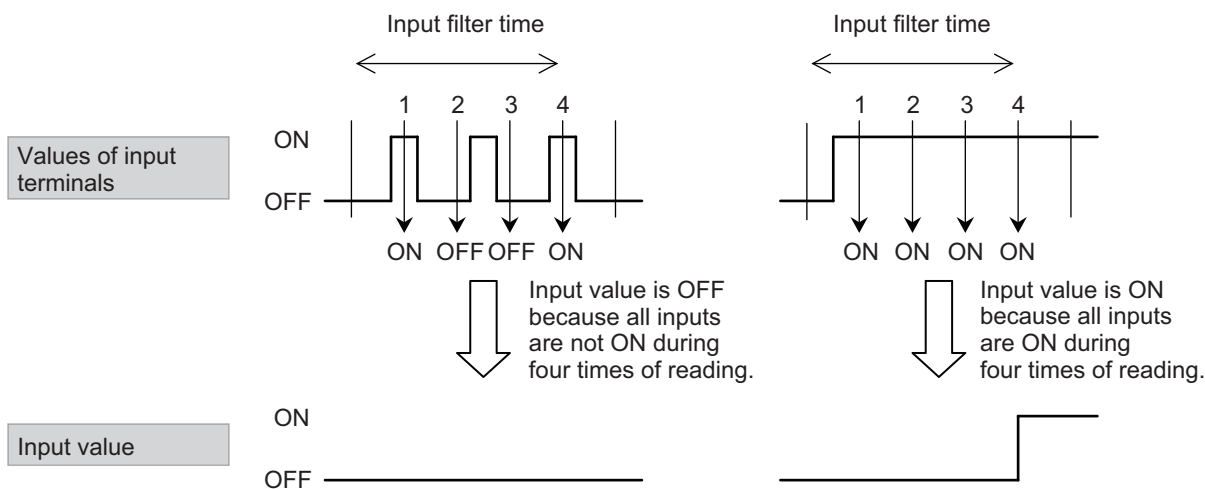 Input filter time
Input filter time
1 2 3 4
1 2 3 4
Values of input
terminals
ON
OFF
ON OFF OFF ON
ON ON ON ON
Input value is OFF
because all inputs
are not ON during
four times of reading.
Input value is ON
because all inputs
are ON during
four times of reading.
Input value
ON
OFF